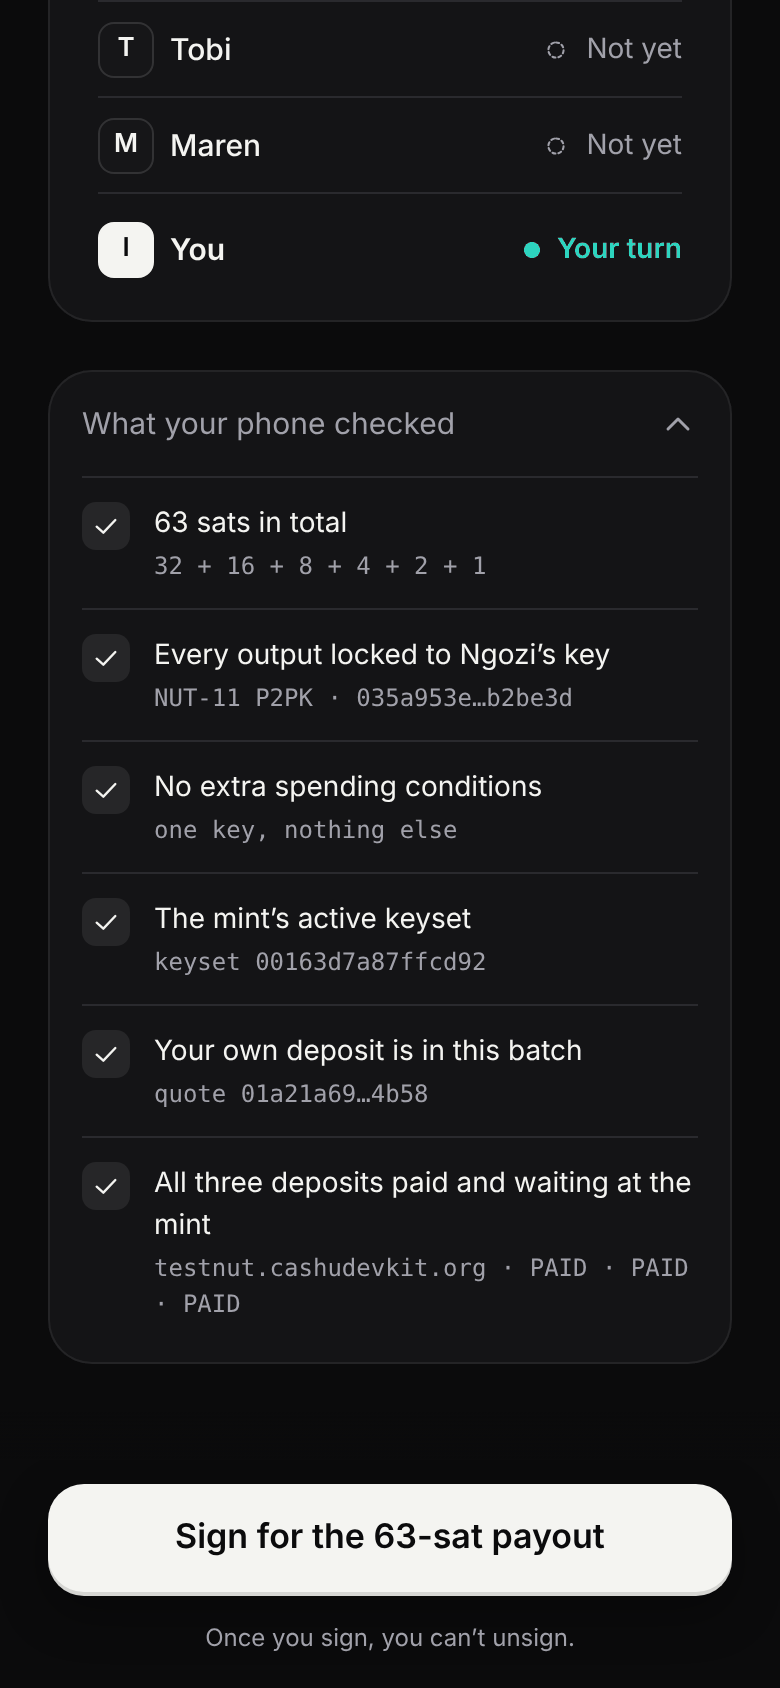 T Tobi Not yet
M Maren Not yet
I You Your turn
What your phone checked
63 sats in total
32 + 16 + 8 + 4 + 2 + 1
Every output locked to Ngozi’s key
NUT-11 P2PK · 035a953e…b2be3d
No extra spending conditions
one key, nothing else
The mint’s active keyset
keyset 00163d7a87ffcd92
Your own deposit is in this batch
quote 01a21a69…4b58
All three deposits paid and waiting at the
mint
testnut.cashudevkit.org · PAID · PAID
· PAID
Sign for the 63-sat payout
Once you sign, you can’t unsign.